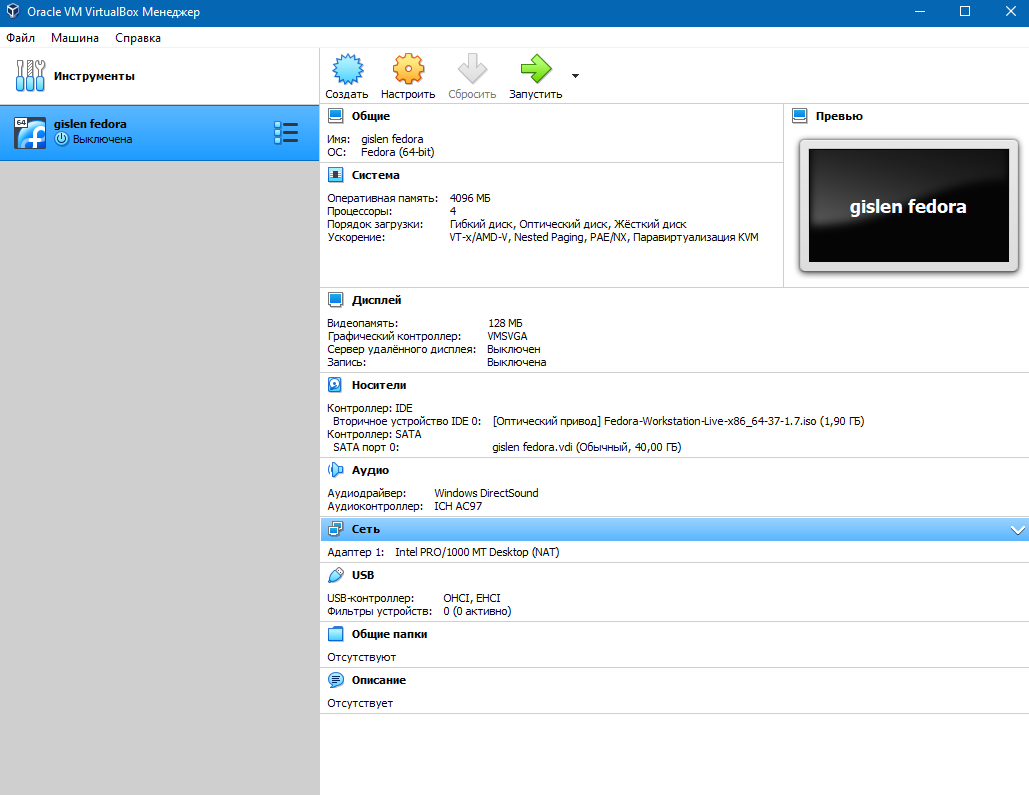 Oracle VM VirtualBox Менеджер
Файл Машина Справка
Инструменты
64
gislen fedora
Выключена
Создать Настроить Сбросить Запустить
Общие
Имя: gislen fedora
ОС: Fedora (64-bit)
Превью
gislen fedora
Система
Оперативная память: 4096 МБ
Процессоры: 4
Порядок загрузки: Гибкий диск, Оптический диск, Жёсткий диск
Ускорение: VT-x/AMD-V, Nested Paging, PAE/NX, Паравиртуализация KVM
Дисплей
Видеопамять: 128 МБ
Графический контроллер: VMSVGA
Сервер удалённого дисплея: Выключен
Запись: Выключена
Носители
Контроллер: IDE
Вторичное устройство IDE 0: [Оптический привод] Fedora-Workstation-Live-x86_64-37-1.7.iso (1,90 ГБ)
Контроллер: SATA
SATA порт 0: gislen fedora.vdi (Обычный, 40,00 ГБ)
Аудио
Аудиодрайвер: Windows DirectSound
Аудиоконтроллер: ICH AC97
Сеть
Адаптер 1: Intel PRO/1000 MT Desktop (NAT)
USB
USB-контроллер: OHCI, EHCI
Фильтры устройств: 0 (0 активно)
Общие папки
Отсутствуют
Описание
Отсутствует